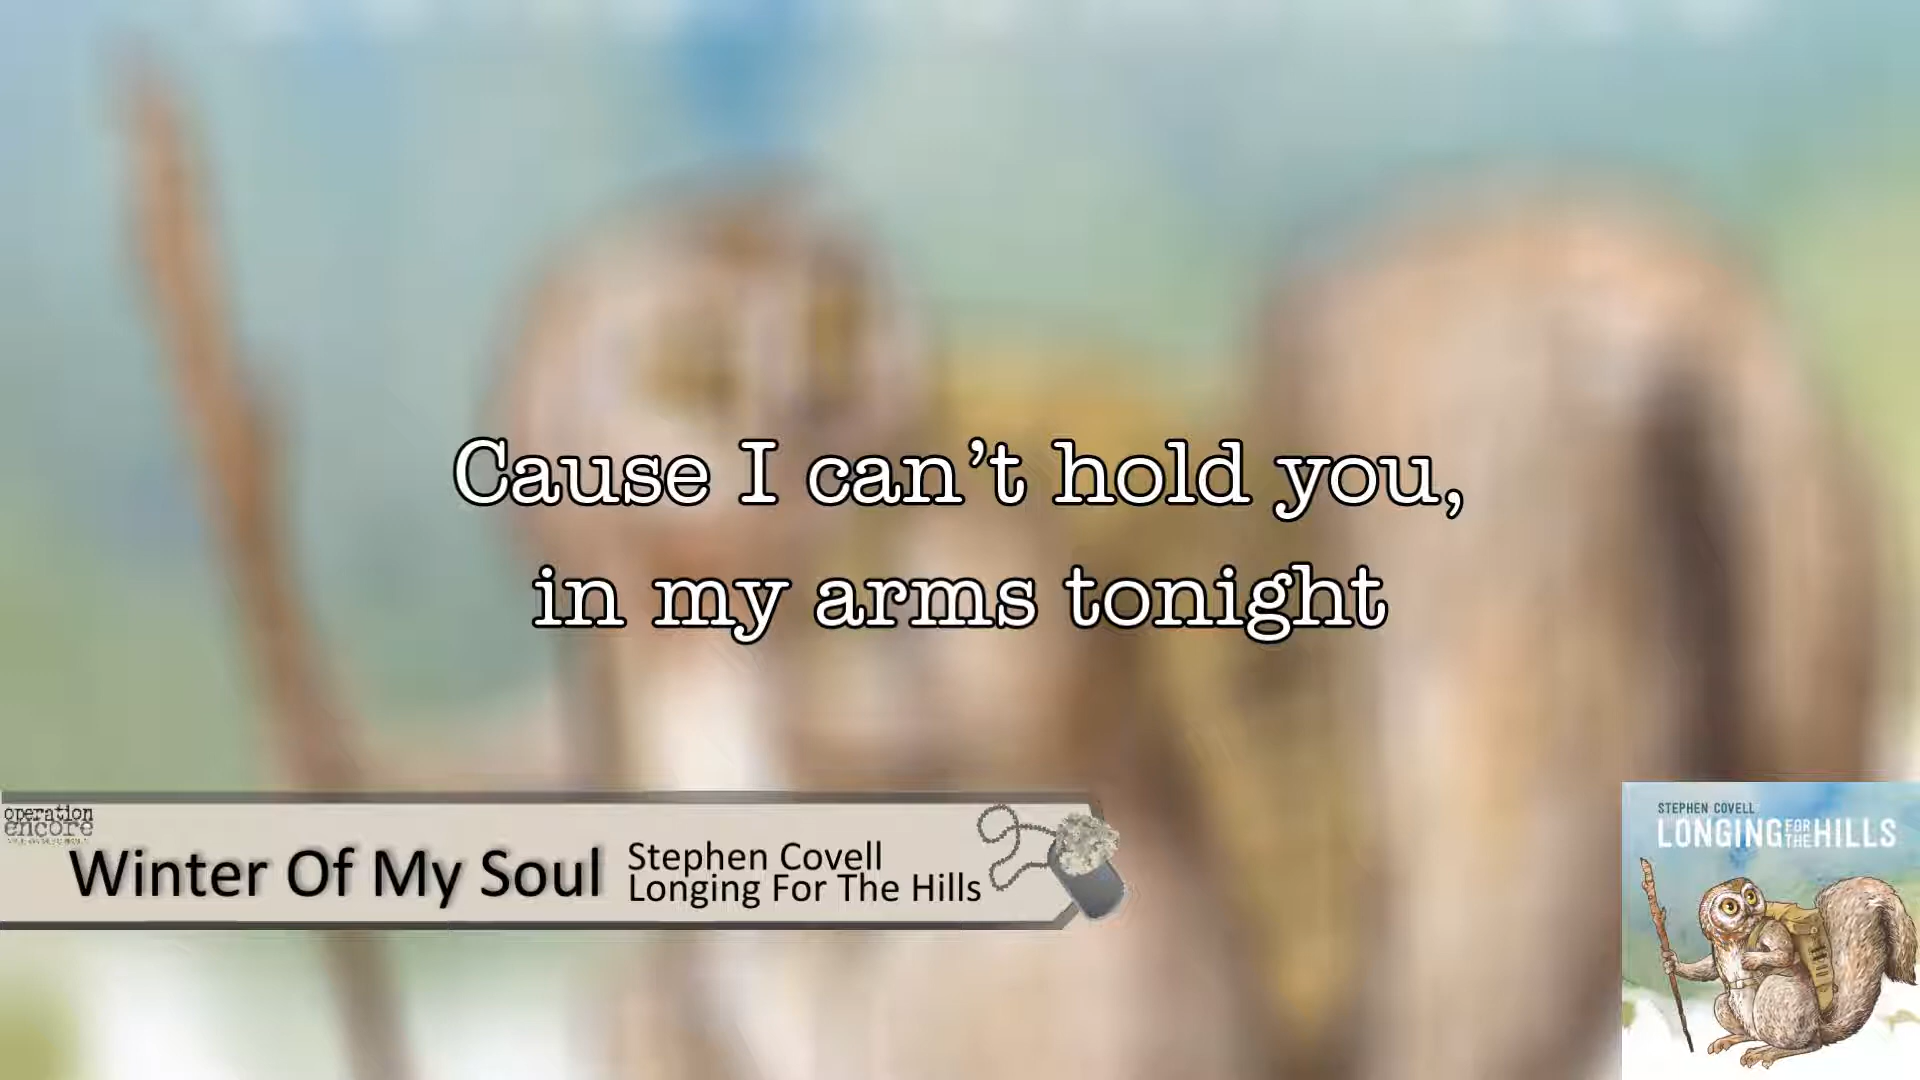 Cause I can’t hold you,
in my arms tonight
operation
encore
Winter Of My Soul
Stephen Covell
Longing For The Hills
STEPHEN COVELL
LONGING FOR THE HILLS